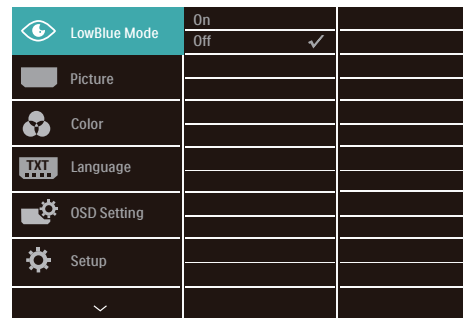 LowBlue Mode
On
Off
Picture
Color
TXT
Language
OSD Setting
Setup